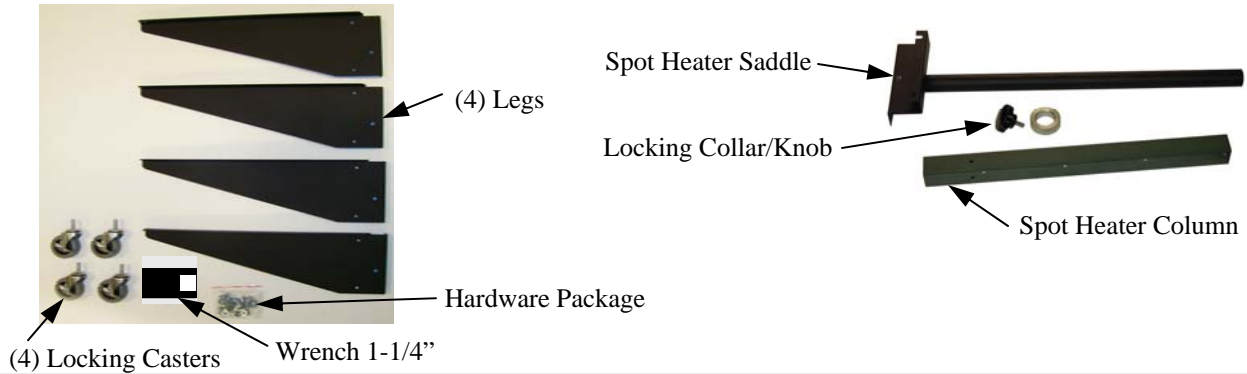 Spot Heater Saddle
(4) Legs
Locking Collar/Knob
Spot Heater Column
Hardware Package
Wrench 1-1/4”
(4) Locking Casters